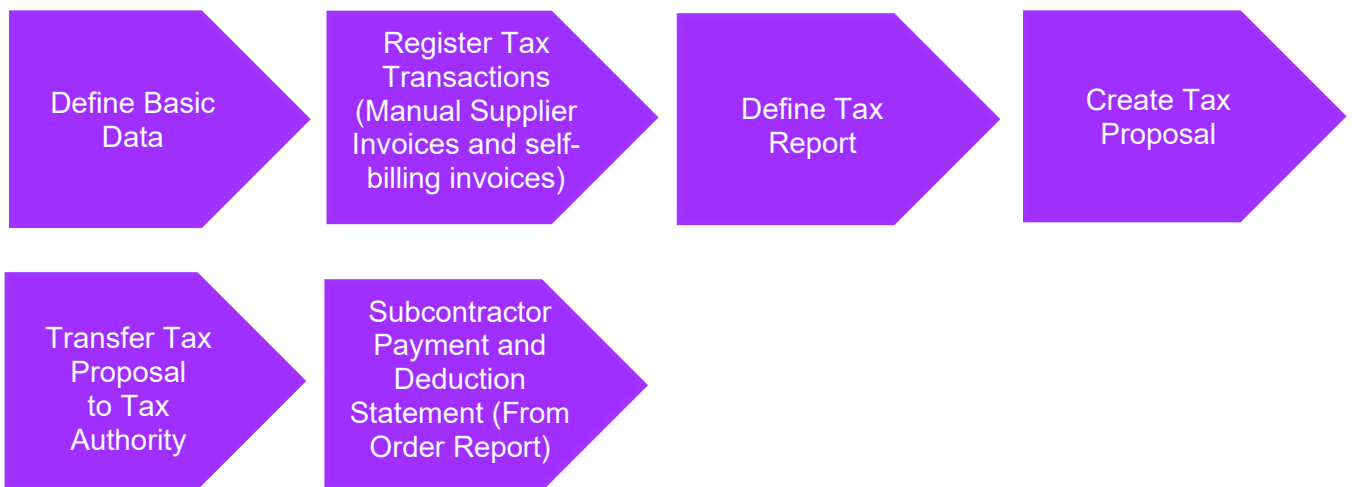 Define Basic
Data
Register Tax
Transactions
(Manual Supplier
Invoices and self-
billing invoices)
Define Tax
Report
Create Tax
Proposal
Transfer Tax
Proposal
to Tax
Authority
Subcontractor
Payment and
Deduction
Statement (From
Order Report)